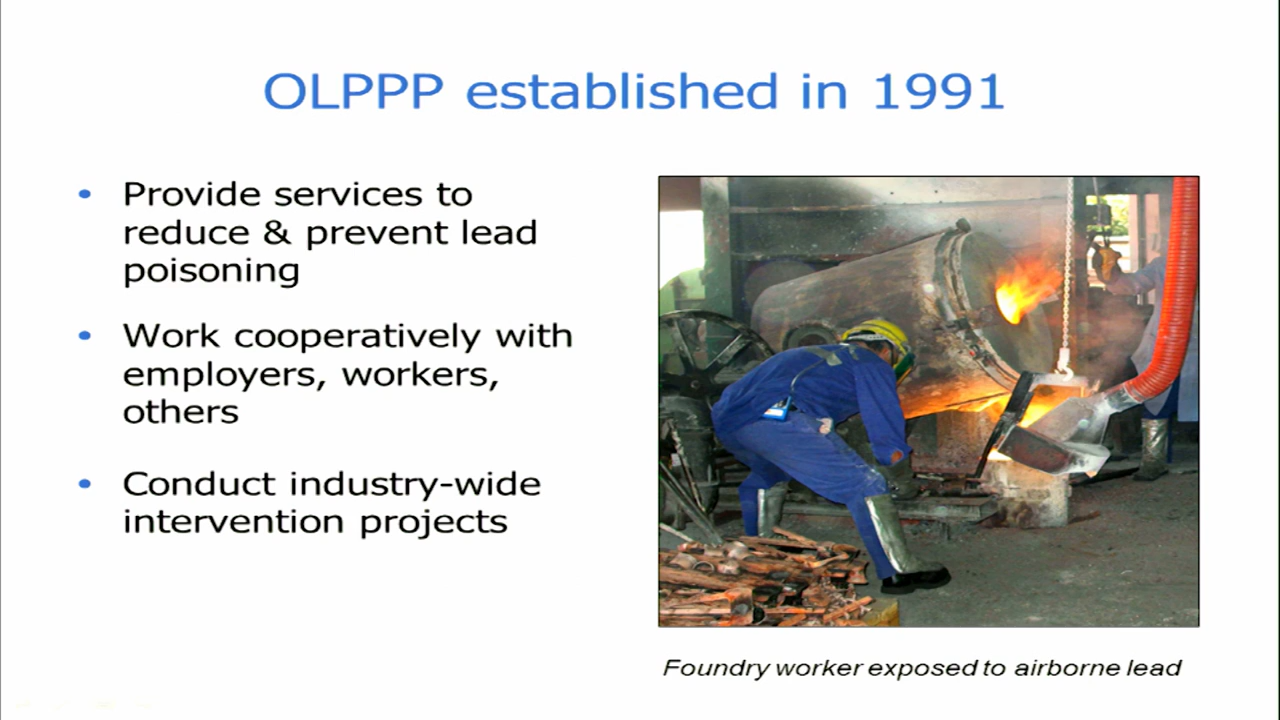 OLPPP established in 1991
• Provide services to
reduce & prevent lead
poisoning
• Work cooperatively with
employers, workers,
others
• Conduct industry-wide
intervention projects
Foundry worker exposed to airborne lead